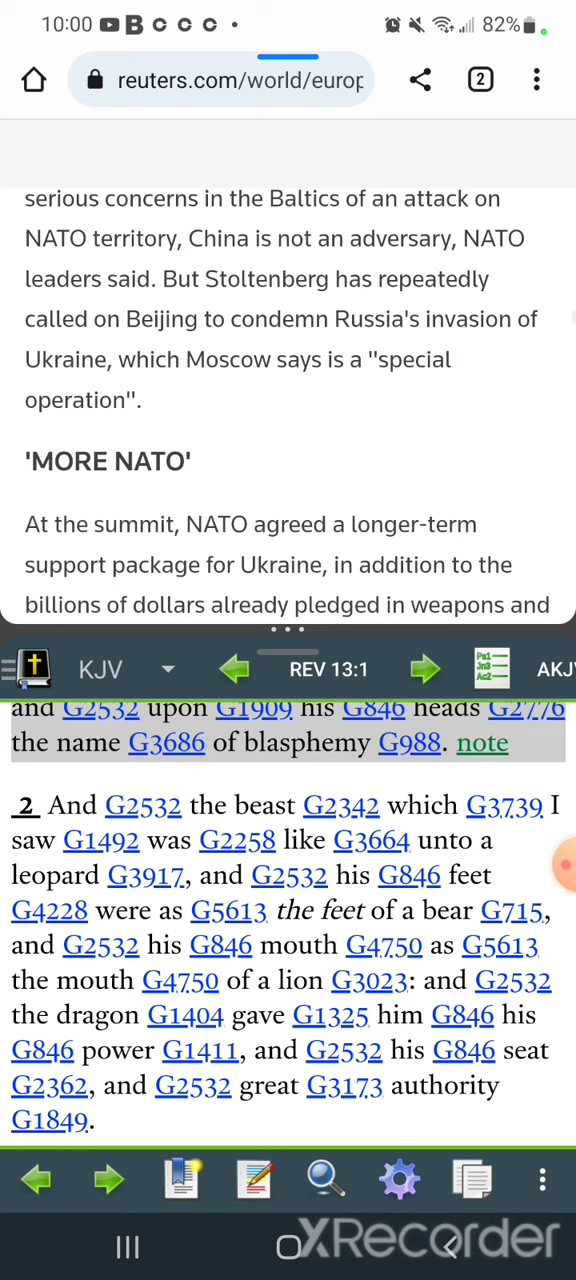 10:00
82%
reuters.com/world/europ
2
serious concerns in the Baltics of an attack on
NATO territory, China is not an adversary, NATO
leaders said. But Stoltenberg has repeatedly
called on Beijing to condemn Russia's invasion of
Ukraine, which Moscow says is a "special
operation".
'MORE NATO'
At the summit, NATO agreed a longer-term
support package for Ukraine, in addition to the
billions of dollars already pledged in weapons and
KJV
REV 13:1
Ps1
Jn3
Ac2
AKJV
and G2532 upon G1909 his G846 heads G2776
the name G3686 of blasphemy G988. note
2 And G2532 the beast G2342 which G3739 I
saw G1492 was G2258 like G3664 unto a
leopard G3917, and G2532 his G846 feet
G4228 were as G5613 the feet of a bear G715,
and G2532 his G846 mouth G4750 as G5613
the mouth G4750 of a lion G3023: and G2532
the dragon G1404 gave G1325 him G846 his
G846 power G1411, and G2532 his G846 seat
G2362, and G2532 great G3173 authority
G1849.
XRecorder